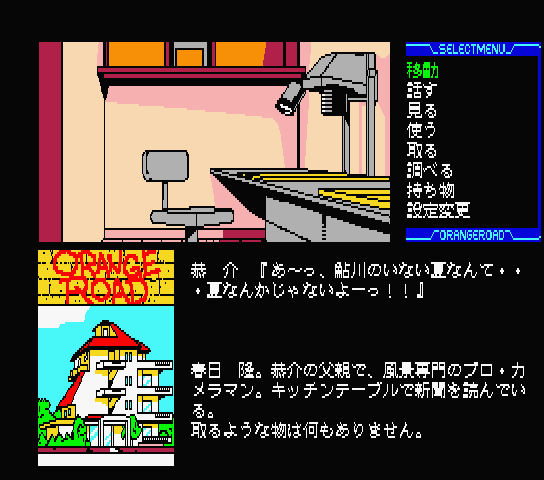 SELECTMENU
移動
話す
見る
使う
取る
調べる
持ち物
設定変更
ORANGEROAD
ORANGE
ROAD
恭　介　『あ〜っ、鮎川のいない夏なんて・・
・夏なんかじゃないよーっ！！』
春日　隆。恭介の父親で、風景専門のプロ・カ
メラマン。キッチンテーブルで新聞を読んでい
る。
取るような物は何もありません。